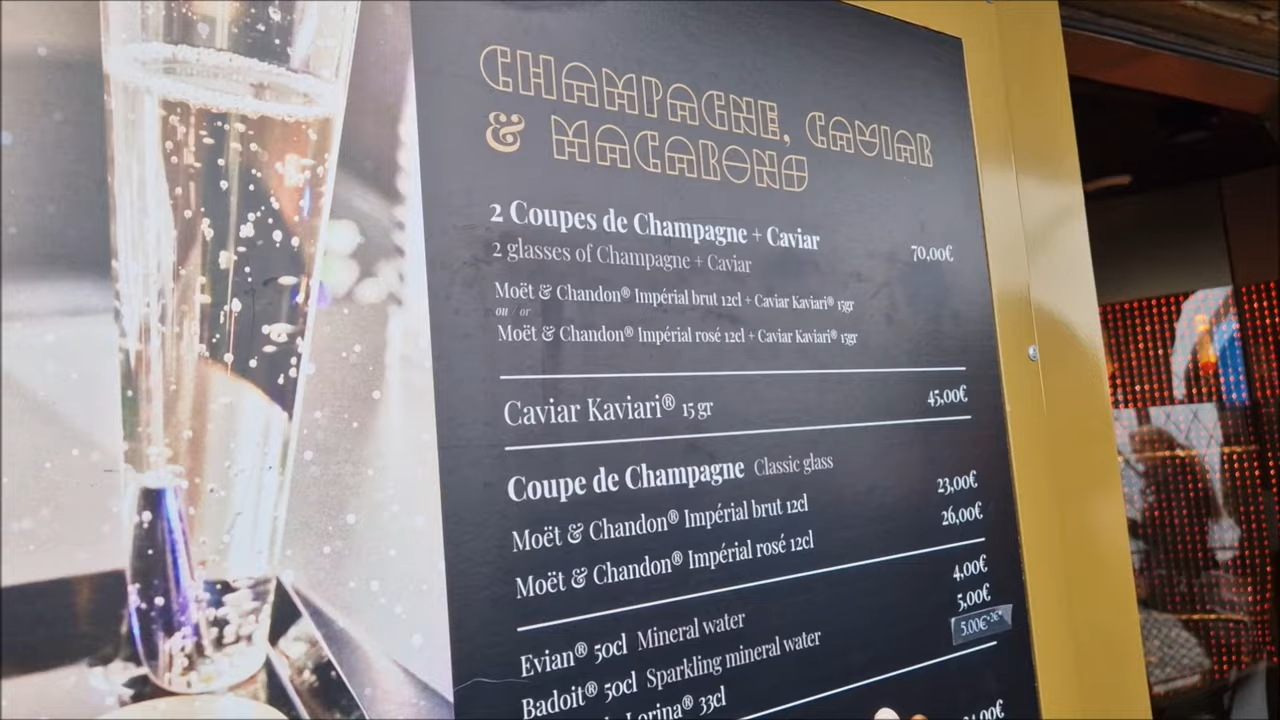 CHAMPAGNE, CAVIAR
& MACARONS
2 Coupes de Champagne + Caviar 70,00€
2 glasses of Champagne + Caviar
Moët & Chandon® Impérial brut 12cl + Caviar Kaviari® 15gr
ou / or
Moët & Chandon® Impérial rosé 12cl + Caviar Kaviari® 15gr
Caviar Kaviari® 15 gr 45,00€
Coupe de Champagne Classic glass
Moët & Chandon® Impérial brut 12cl 23,00€
Moët & Chandon® Impérial rosé 12cl 26,00€
Evian® 50cl Mineral water 4,00€
Badoit® 50cl Sparkling mineral water 5,00€
Lorina® 33cl 5.00€